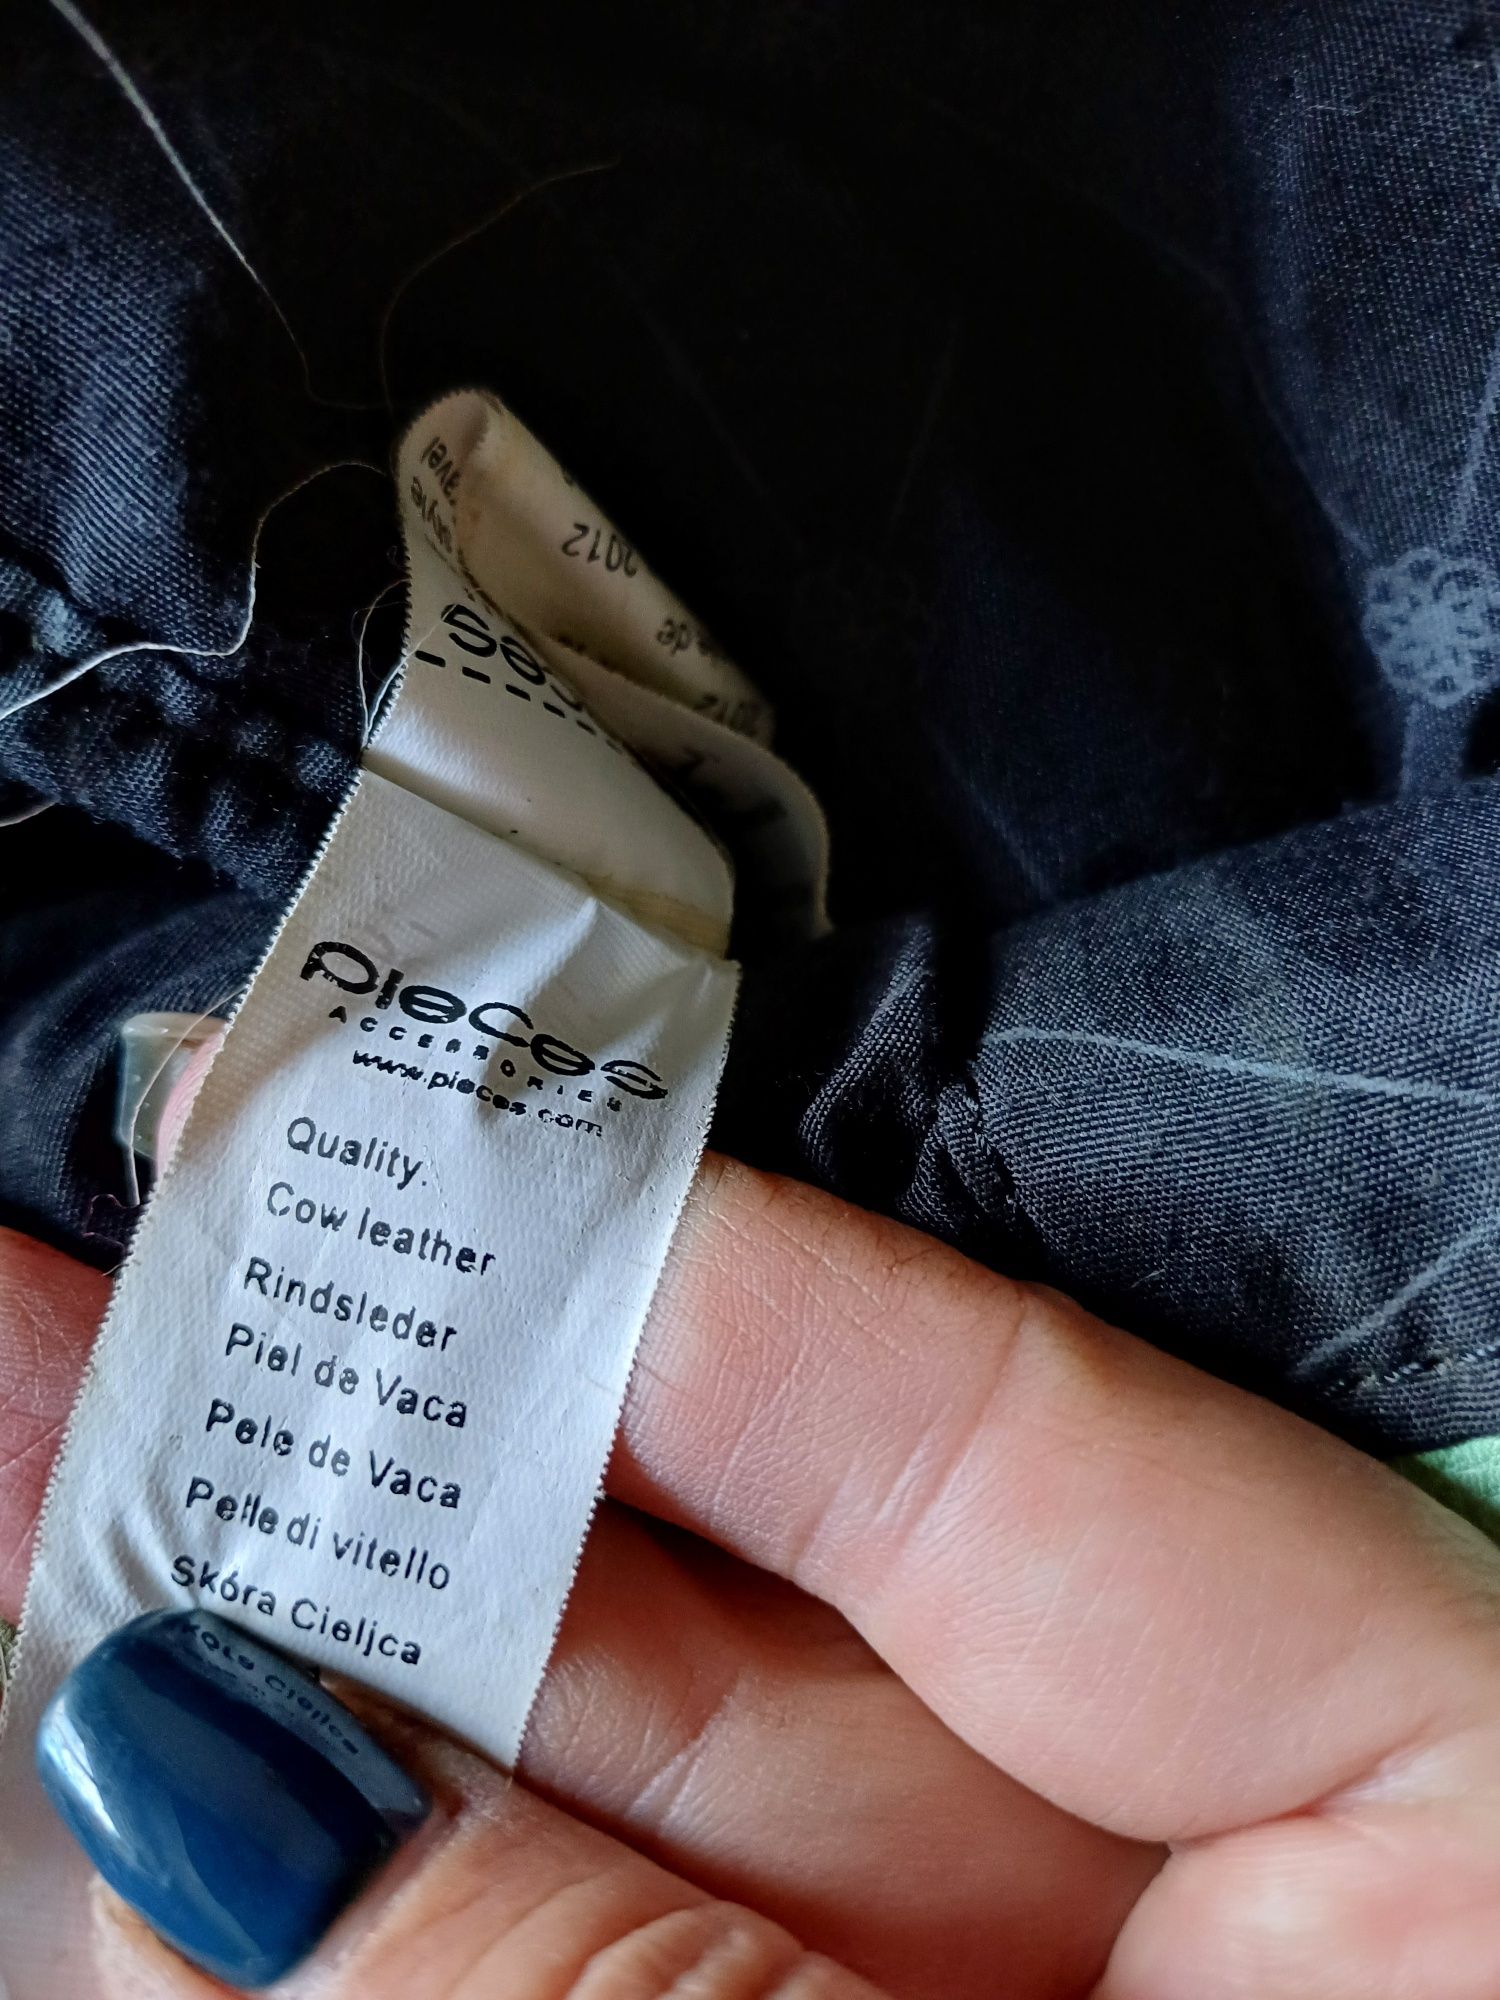 2012
pieces
ACCESSORIES
www.pieces.com
Quality.
Cow leather
Rindsleder
Piel de Vaca
Pele de Vaca
Pelle di vitello
Skóra Cieljca